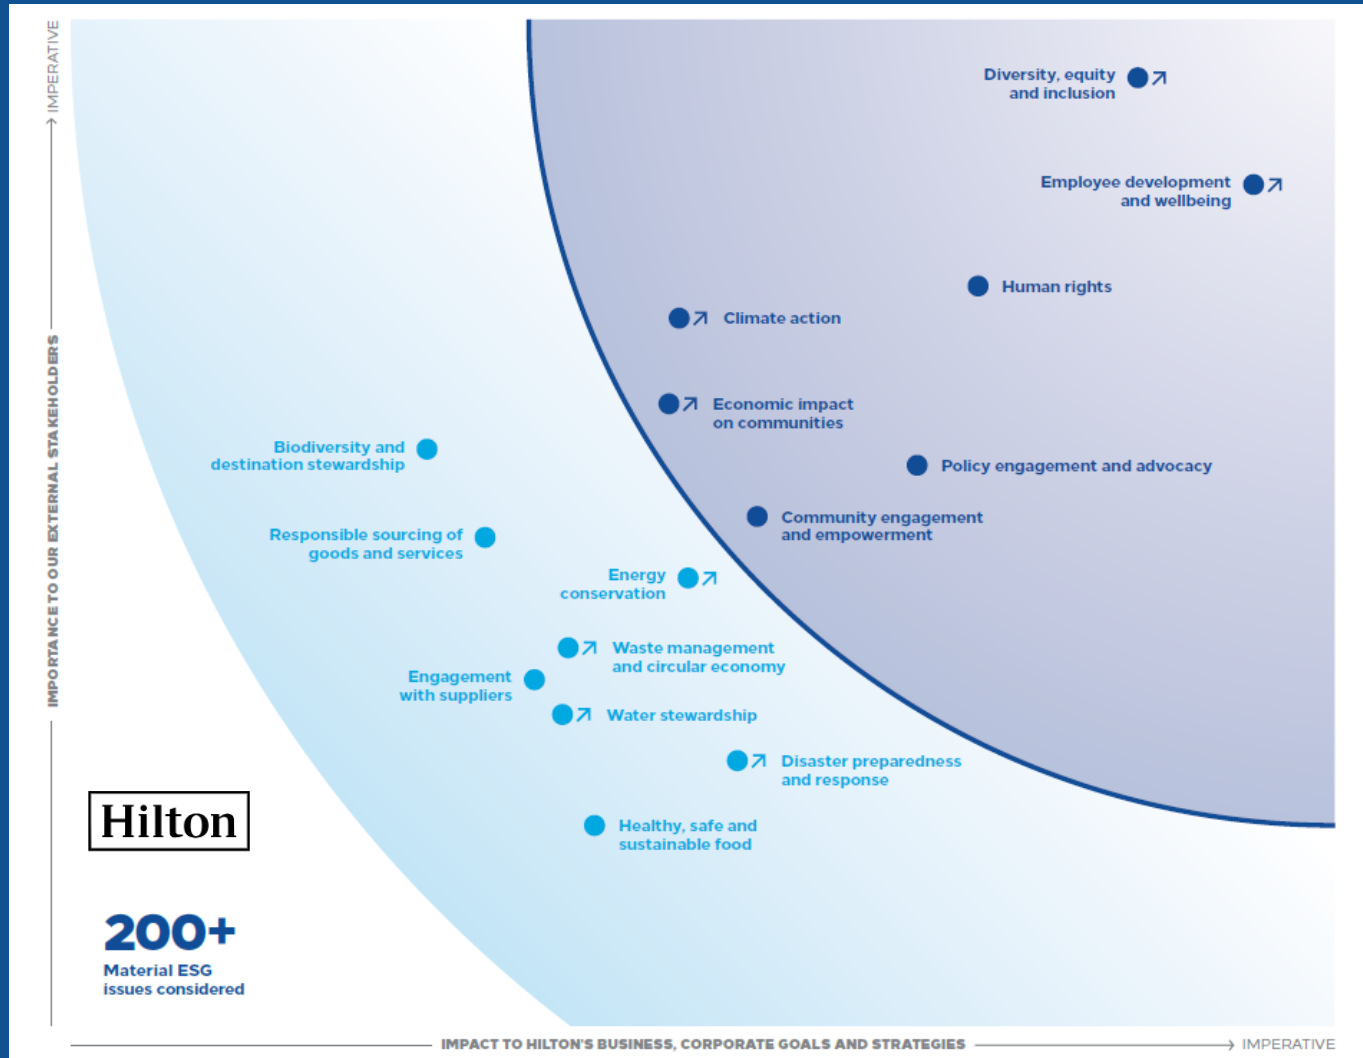 IMPERATIVE
IMPORTANCE TO OUR EXTERNAL STAKEHOLDERS
Diversity, equity
and inclusion
Employee development
and wellbeing
Human rights
Climate action
Economic impact
on communities
Biodiversity and
destination stewardship
Policy engagement and advocacy
Community engagement
and empowerment
Responsible sourcing of
goods and services
Energy
conservation
Waste management
and circular economy
Engagement
with suppliers
Water stewardship
Disaster preparedness
and response
Healthy, safe and
sustainable food
Hilton
200+
Material ESG
issues considered
IMPACT TO HILTON'S BUSINESS, CORPORATE GOALS AND STRATEGIES
IMPERATIVE